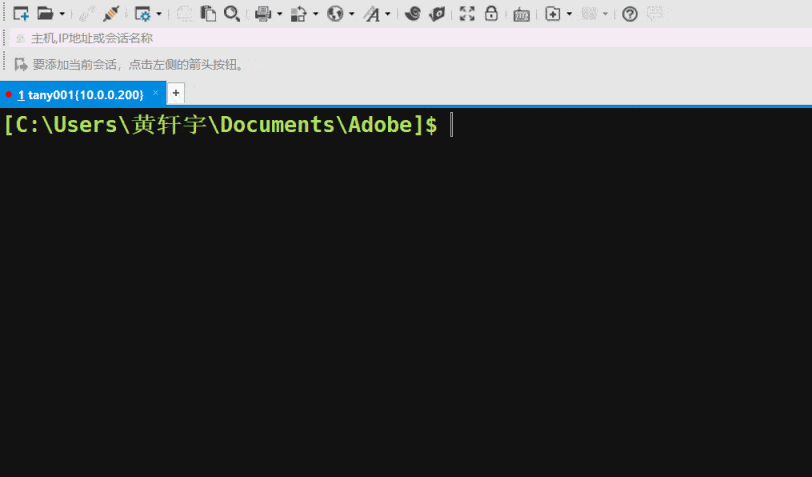 主机,IP地址或会话名称
要添加当前会话，点击左侧的箭头按钮。
1 tany001{10.0.0.200} × +
[C:\Users\黄轩宇\Documents\Adobe]$